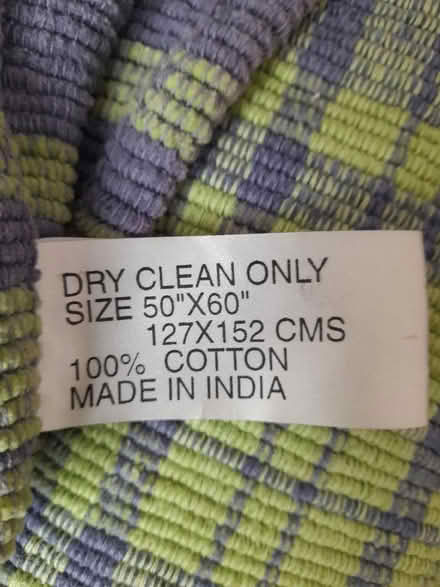 DRY CLEAN ONLY
SIZE 50"X60"
127X152 CMS
100% COTTON
MADE IN INDIA